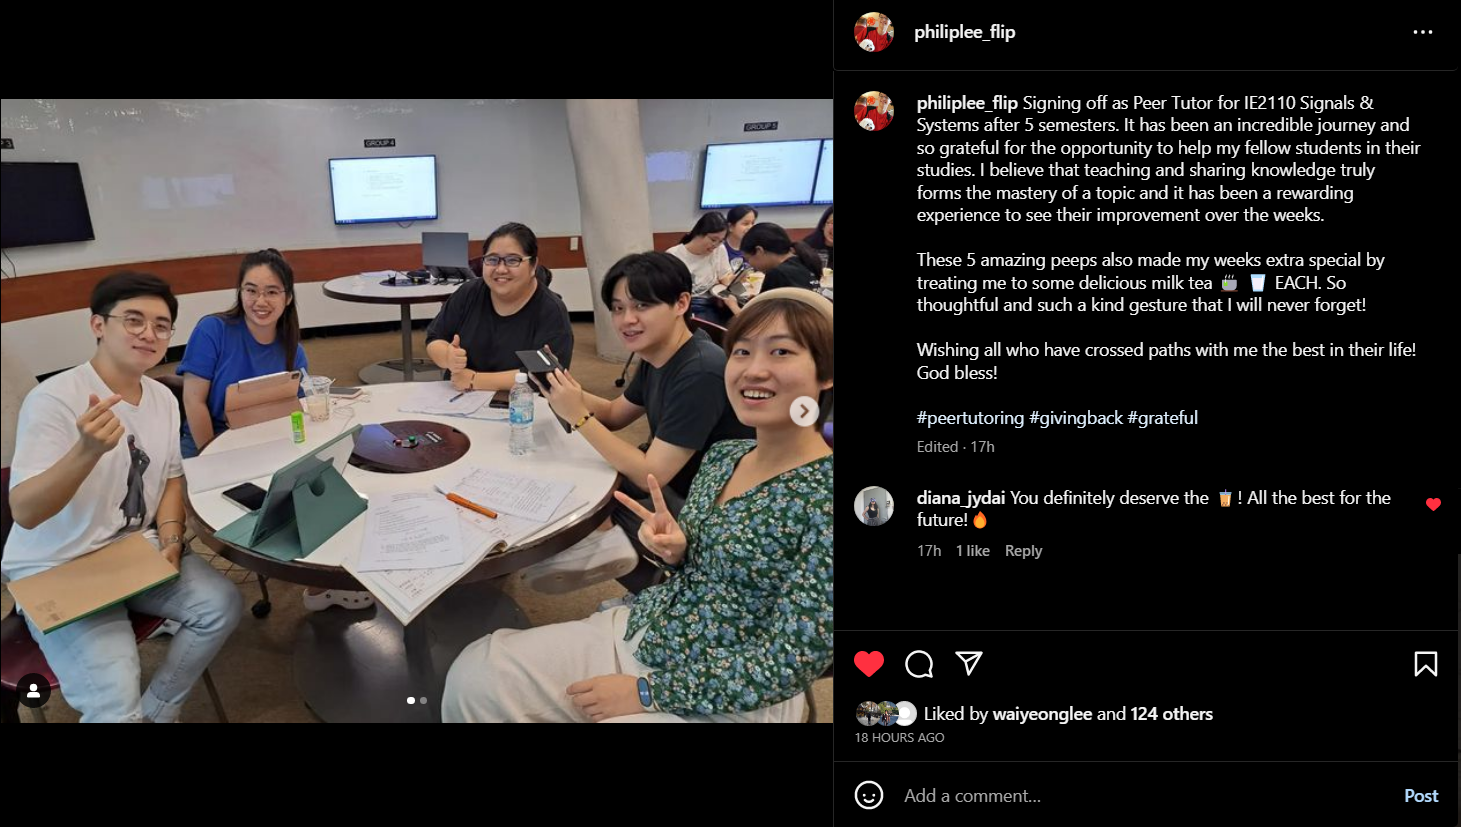 GROUP 4
GROUP 5
philiplee_flip
philiplee_flip Signing off as Peer Tutor for IE2110 Signals &
Systems after 5 semesters. It has been an incredible journey and
so grateful for the opportunity to help my fellow students in their
studies. I believe that teaching and sharing knowledge truly
forms the mastery of a topic and it has been a rewarding
experience to see their improvement over the weeks.
These 5 amazing peeps also made my weeks extra special by
treating me to some delicious milk tea 🍵 🥛 EACH. So
thoughtful and such a kind gesture that I will never forget!
Wishing all who have crossed paths with me the best in their life!
God bless!
#peertutoring #givingback #grateful
Edited · 17h
diana_jydai You definitely deserve the 🧋! All the best for the
future!🔥
17h 1 like Reply
Liked by waiyeonglee and 124 others
18 HOURS AGO
Add a comment...
Post